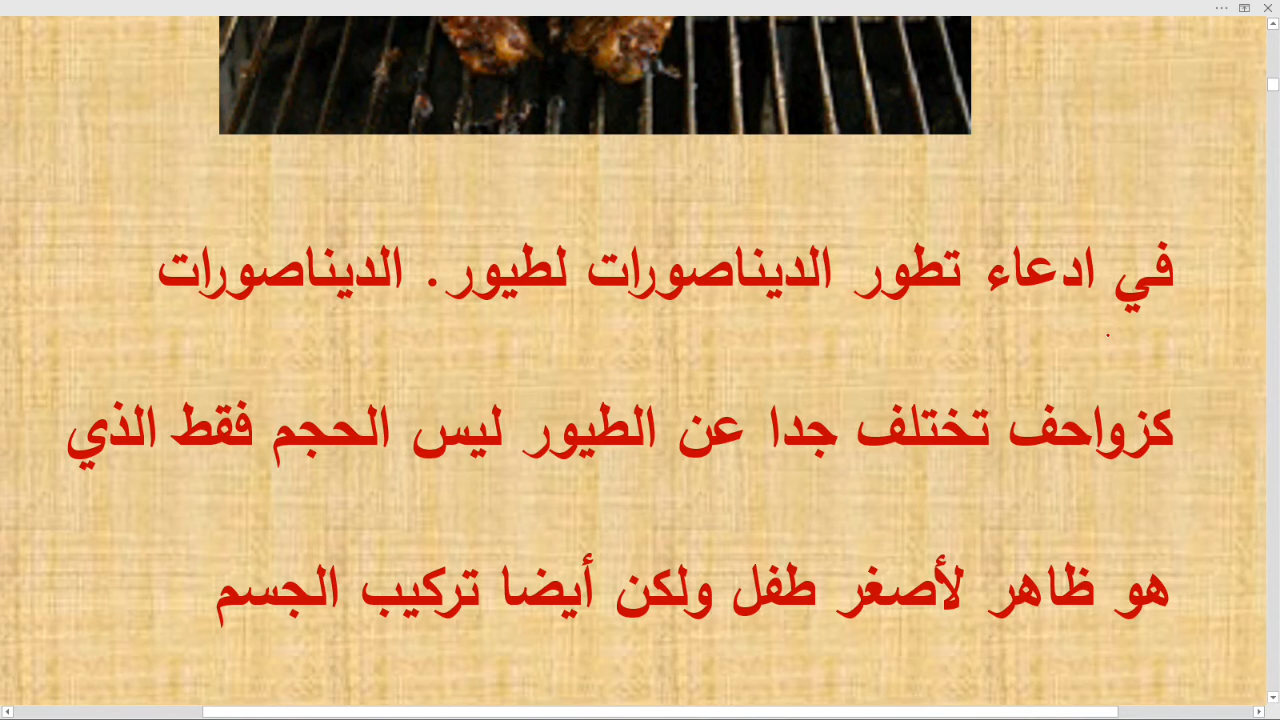 في ادعاء تطور الديناصورات لطيور. الديناصورات
كزواحف تختلف جدا عن الطيور ليس الحجم فقط الذي
هو ظاهر لأصغر طفل ولكن أيضا تركيب الجسم